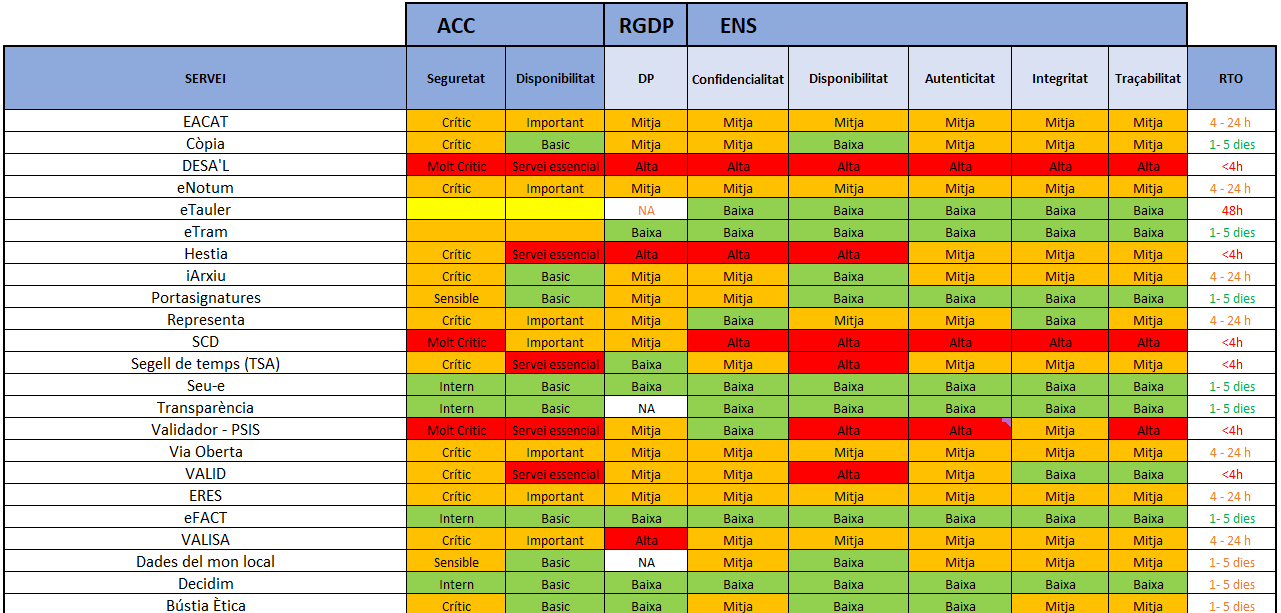 ACC RGDP ENS
SERVEI Seguretat Disponibilitat DP Confidencialitat Disponibilitat Autenticitat Integritat Traçabilitat RTO
EACAT Crític Important Mitja Mitja Mitja Mitja Mitja Mitja 4 - 24 h
Còpia Crític Basic Mitja Mitja Baixa Mitja Mitja Mitja 1- 5 dies
DESA'L Molt Crític Servei essencial Alta Alta Alta Alta Alta Alta <4h
eNotum Crític Important Mitja Mitja Mitja Mitja Mitja Mitja 4 - 24 h
eTauler NA Baixa Baixa Baixa Baixa Baixa 48h
eTram Baixa Baixa Baixa Baixa Baixa Baixa 1- 5 dies
Hestia Crític Servei essencial Alta Alta Alta Mitja Mitja Mitja <4h
iArxiu Crític Basic Mitja Mitja Baixa Mitja Mitja Mitja 4 - 24 h
Portasignatures Sensible Basic Mitja Mitja Baixa Baixa Baixa Baixa 1- 5 dies
Representa Crític Important Mitja Baixa Mitja Mitja Baixa Mitja 4 - 24 h
SCD Molt Crític Important Mitja Alta Alta Alta Alta Alta <4h
Segell de temps (TSA) Crític Servei essencial Baixa Mitja Alta Mitja Mitja Mitja <4h
Seu-e Intern Basic Baixa Baixa Baixa Baixa Baixa Baixa 1- 5 dies
Transparència Intern Basic NA Baixa Baixa Baixa Baixa Baixa 1- 5 dies
Validador - PSIS Molt Crític Servei essencial Mitja Baixa Alta Alta Mitja Alta <4h
Via Oberta Crític Important Mitja Mitja Mitja Mitja Mitja Mitja 4 - 24 h
VALID Crític Servei essencial Mitja Mitja Alta Mitja Baixa Baixa <4h
ERES Crític Important Mitja Mitja Mitja Mitja Mitja Mitja 4 - 24 h
eFACT Intern Basic Baixa Baixa Baixa Baixa Baixa Baixa 1- 5 dies
VALISA Crític Important Alta Mitja Mitja Mitja Mitja Mitja 4 - 24 h
Dades del mon local Sensible Basic NA Mitja Baixa Mitja Mitja Mitja 1- 5 dies
Decidim Intern Basic Baixa Baixa Baixa Baixa Baixa Baixa 1- 5 dies
Bústia Ètica Crític Basic Baixa Mitja Baixa Baixa Mitja Mitja 1- 5 dies